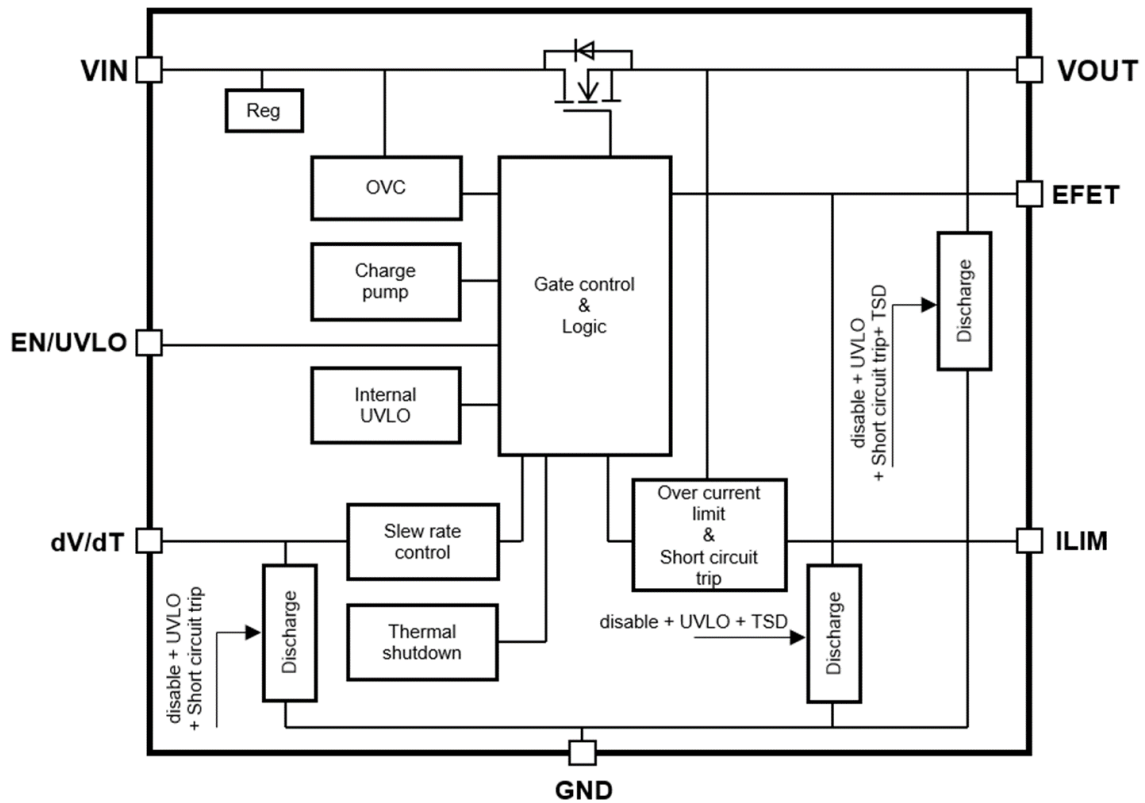 VIN
VOUT
Reg
OVC
EFET
Charge
pump
Gate control
&
Logic
Discharge
disable + UVLO
+ Short circuit trip+ TSD
EN/UVLO
Internal
UVLO
Over current
limit
&
Short circuit
trip
dV/dT
Slew rate
control
ILIM
disable + UVLO
+ Short circuit trip
Discharge
Thermal
shutdown
disable + UVLO + TSD
Discharge
GND